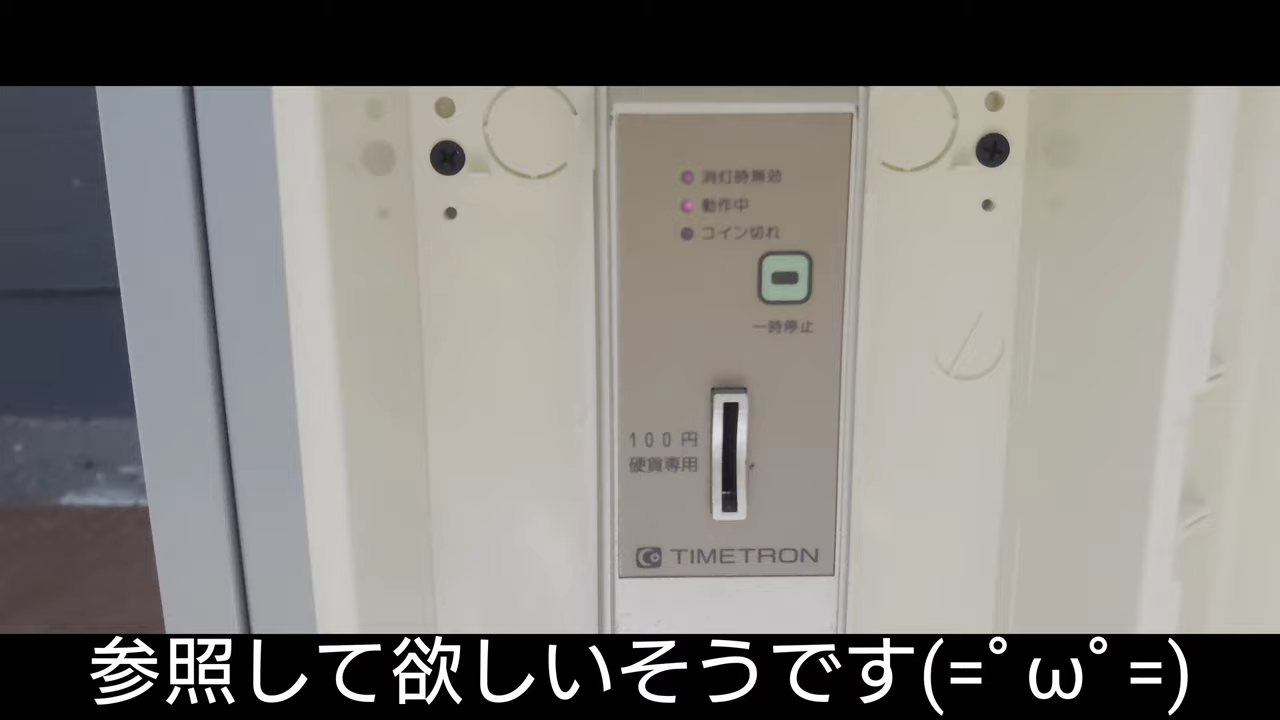 消灯時無効
動作中
コイン切れ
一時停止
100円
硬貨専用
TIMETRON
参照して欲しいそうです(=ﾟωﾟ=)